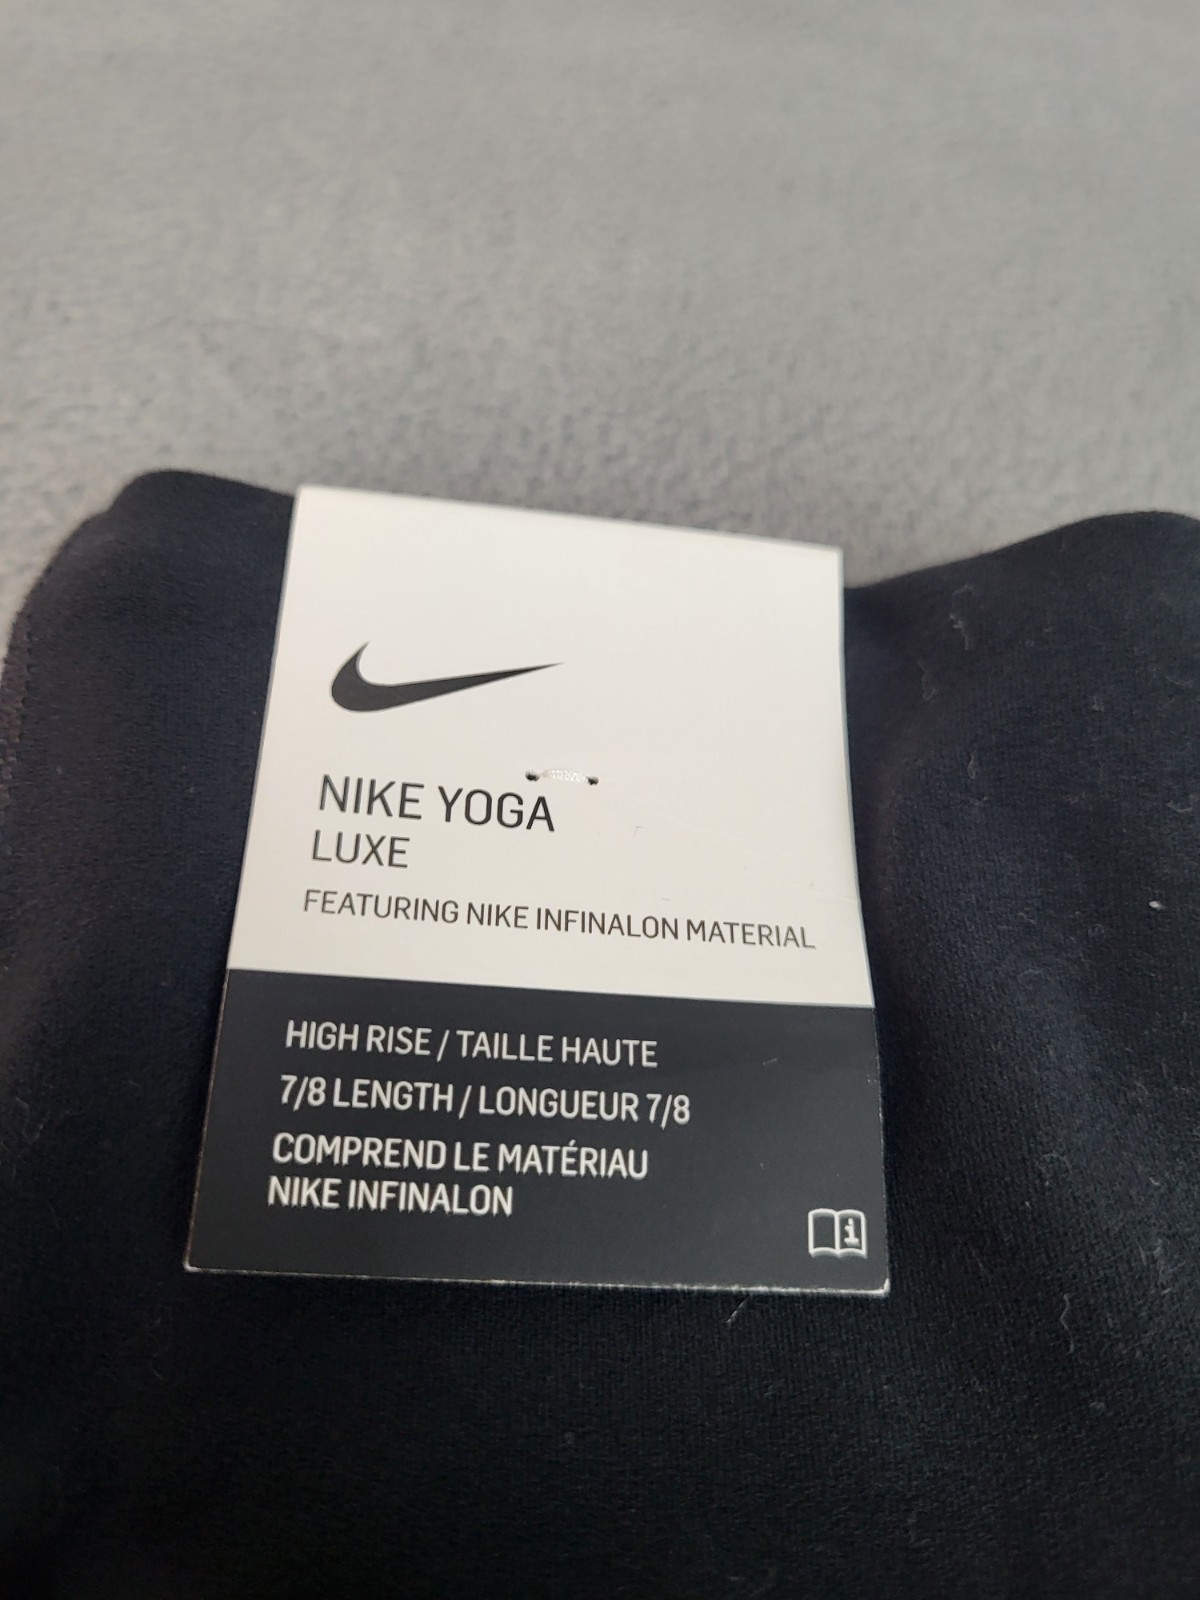 NIKE YOGA
LUXE
FEATURING NIKE INFINALON MATERIAL
HIGH RISE / TAILLE HAUTE
7/8 LENGTH / LONGUEUR 7/8
COMPREND LE MATÉRIAU
NIKE INFINALON
i